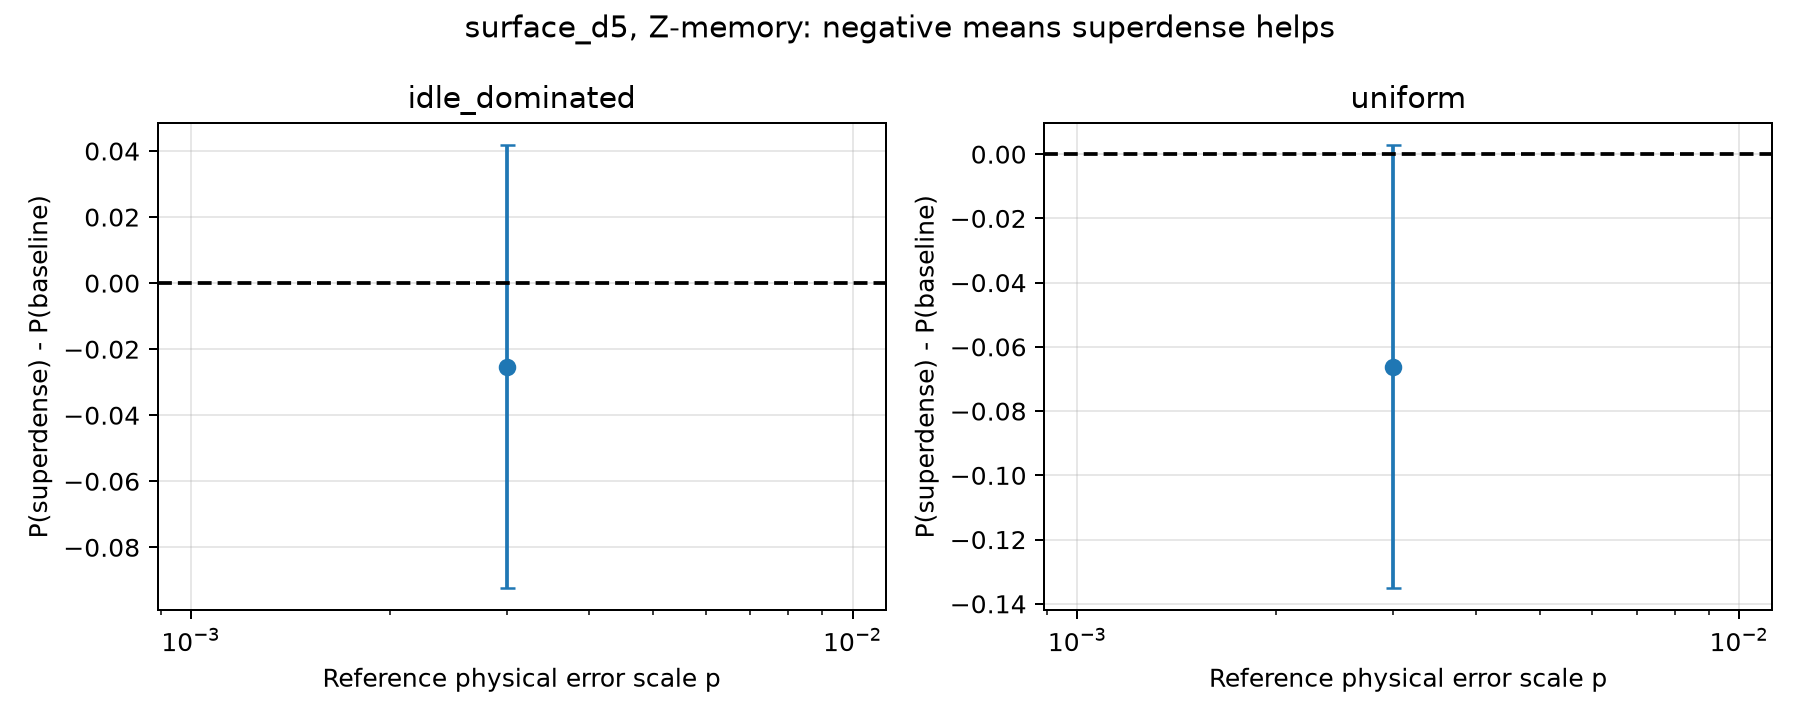 surface_d5, Z-memory: negative means superdense helps
idle_dominated
P(superdense) - P(baseline)
0.04
0.02
0.00
−0.02
−0.04
−0.06
−0.08
10⁻³
10⁻²
Reference physical error scale p
uniform
P(superdense) - P(baseline)
0.00
−0.02
−0.04
−0.06
−0.08
−0.10
−0.12
−0.14
10⁻³
10⁻²
Reference physical error scale p